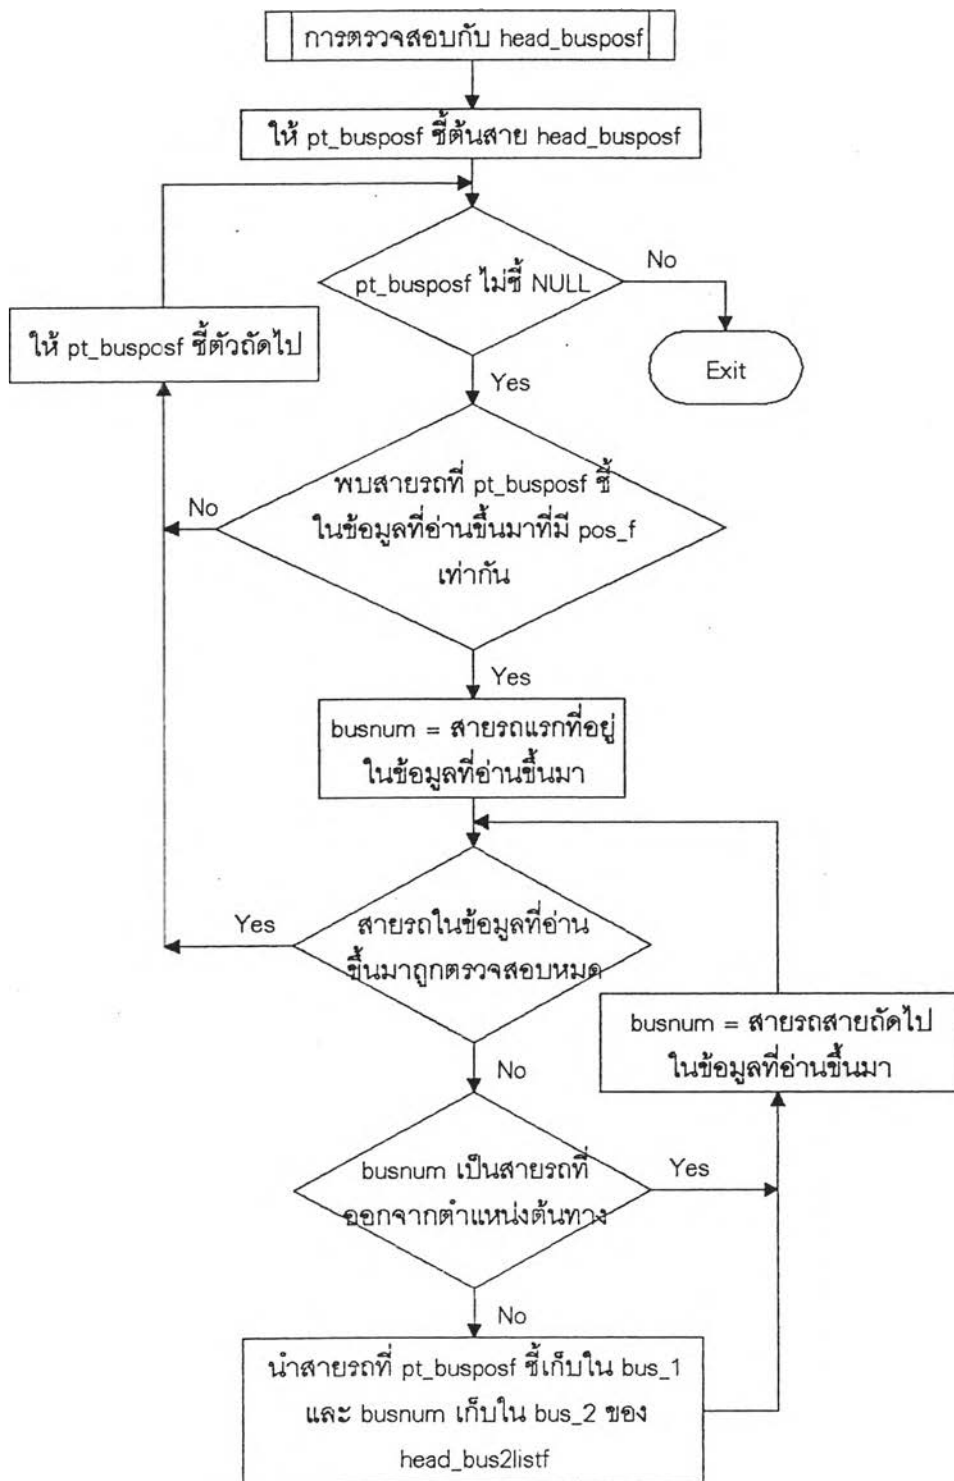 การตรวจสอบกับ head_busposf
ให้ pt_busposf ชี้ต้นสาย head_busposf
pt_busposf ไม่ชี้ NULL
No
ให้ pt_busposf ชี้ตัวถัดไป
Exit
Yes
พบสายรถที่ pt_busposf ชี้
ในข้อมูลที่อ่านขึ้นมาที่มี pos_f
เท่ากัน
No
Yes
busnum = สายรถแรกที่อยู่
ในข้อมูลที่อ่านขึ้นมา
สายรถในข้อมูลที่อ่าน
ขึ้นมาถูกตรวจสอบหมด
Yes
busnum = สายรถสายถัดไป
ในข้อมูลที่อ่านขึ้นมา
No
busnum เป็นสายรถที่
ออกจากตำแหน่งต้นทาง
Yes
No
นำสายรถที่ pt_busposf ชี้เก็บใน bus_1
และ busnum เก็บใน bus_2 ของ
head_bus2listf